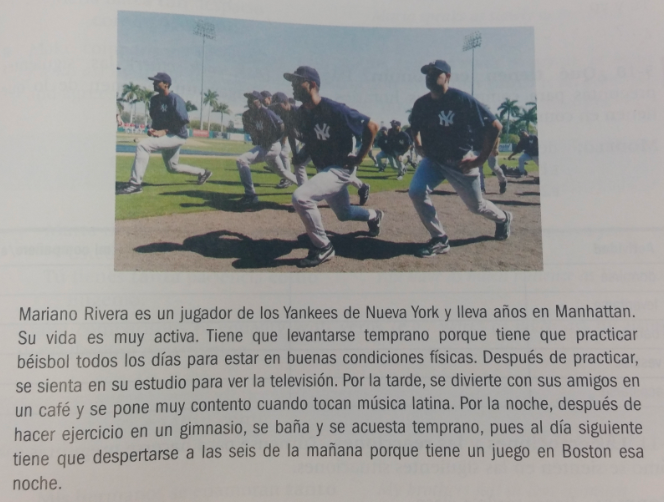 Mariano Rivera es un jugador de los Yankees de Nueva York y lleva años en Manhattan.
Su vida es muy activa. Tiene que levantarse temprano porque tiene que practicar
béisbol todos los días para estar en buenas condiciones físicas. Después de practicar,
se sienta en su estudio para ver la televisión. Por la tarde, se divierte con sus amigos en
un café y se pone muy contento cuando tocan música latina. Por la noche, después de
hacer ejercicio en un gimnasio, se baña y se acuesta temprano, pues al día siguiente
tiene que despertarse a las seis de la mañana porque tiene un juego en Boston esa
noche.